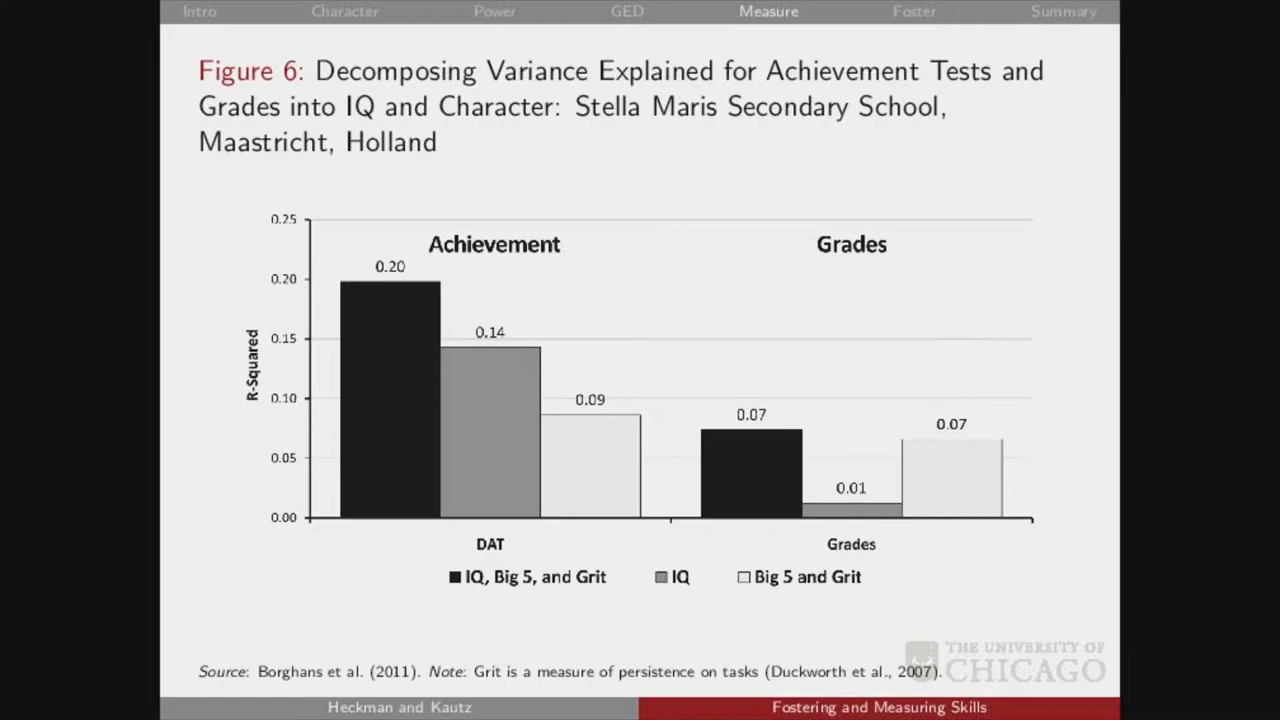 Intro Character Power GED Measure Foster Summary
Figure 6: Decomposing Variance Explained for Achievement Tests and
Grades into IQ and Character: Stella Maris Secondary School,
Maastricht, Holland
0.25
Achievement Grades
0.20
0.20
0.14
0.15
R-Squared
0.09
0.10
0.07
0.07
0.05
0.01
0.00
DAT Grades
IQ, Big 5, and Grit IQ Big 5 and Grit
THE UNIVERSITY OF
CHICAGO
Source: Borghans et al. (2011). Note: Grit is a measure of persistence on tasks (Duckworth et al., 2007).
Heckman and Kautz Fostering and Measuring Skills